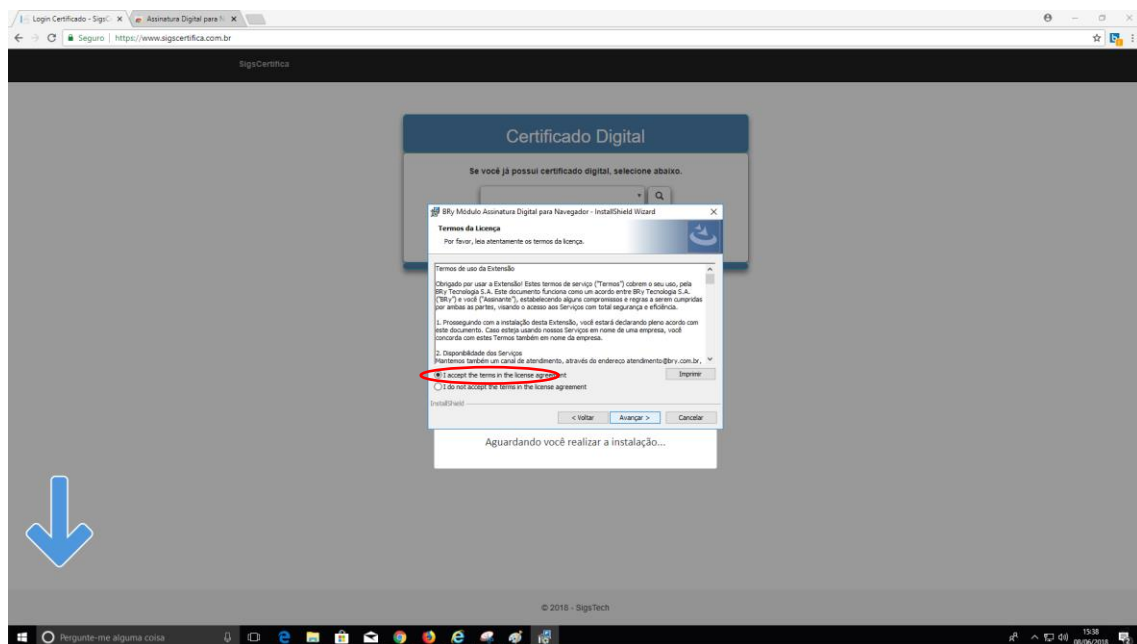 Login Certificado - SigsC
Assinatura Digital para
Seguro | https://www.sigscertifica.com.br
SigsCertifica
Certificado Digital
Se você já possui certificado digital, selecione abaixo.
BRy Módulo Assinatura Digital para Navegador - InstallShield Wizard
Termos da Licença
Por favor, leia atentamente os termos da licença.
Termos de uso da Extensão
Obrigado por usar a Extensão! Estes termos de serviço ("Termos") cobrem o seu uso, pela
BRy Tecnologia S.A. Este documento funciona como um acordo entre BRy Tecnologia S.A.
("BRy") e você ("Assinante"), estabelecendo alguns compromissos e regras a serem cumpridas
por ambas as partes, visando o acesso aos Serviços com total segurança e eficiência.
1. Prosseguindo com a instalação desta Extensão, você estará declarando pleno acordo com
este documento. Caso esteja usando nossos Serviços em nome de uma empresa, você
concorda com estes Termos também em nome da empresa.
2. Disponibilidade dos Serviços
Mantemos também um canal de atendimento, através do endereço atendimento@bry.com.br,
I accept the terms in the license agreement
Imprimir
I do not accept the terms in the license agreement
InstallShield
< Voltar
Avançar >
Cancelar
Aguardando você realizar a instalação...
© 2018 - SigsTech
Pergunte-me alguma coisa
15:38
08/06/2018